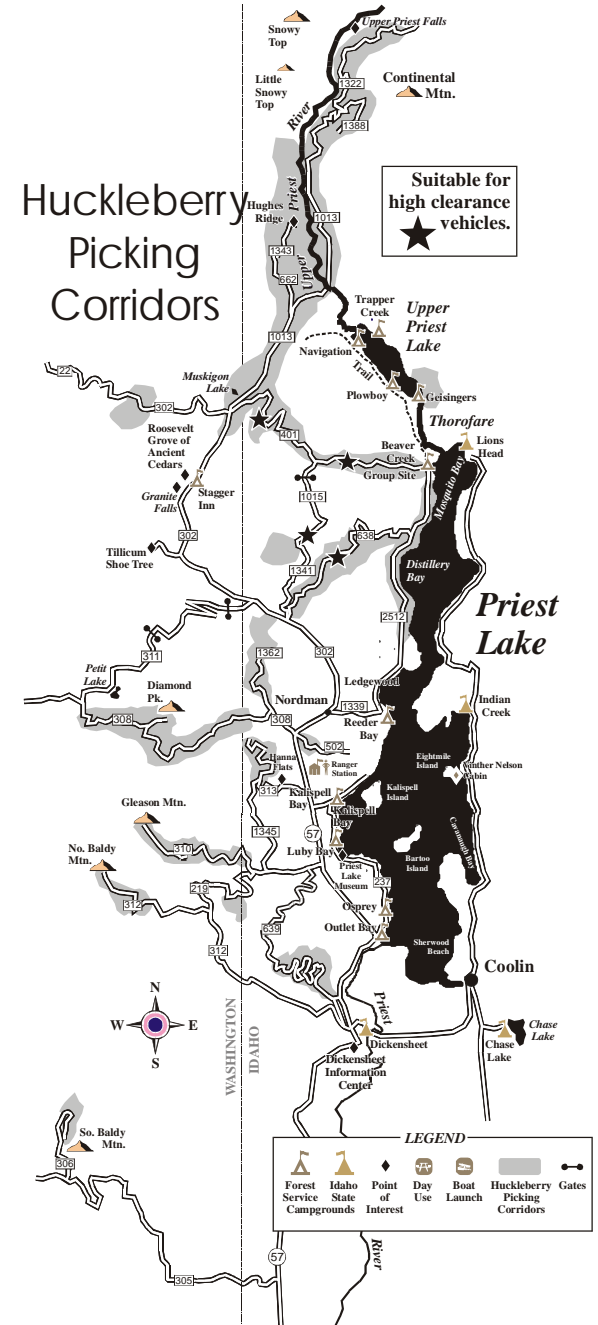 Upper Priest Falls
Snowy
Top
Little
Snowy
Top
Continental
Mtn.
1322
River
1388
Suitable for
high clearance
vehicles.
Huckleberry
Picking
Corridors
Hughes
Ridge
Priest
1013
1343
Upper
662
Trapper
Creek
Upper
Priest
Lake
1013
Navigation
Trail
22
Muskigon
Lake
Plowboy
Geisingers
302
Roosevelt
Grove of
Ancient
Cedars
401
Thorofare
Beaver
Creek
Group Site
Lions
Head
Mosquito Bay
Granite
Falls
Stagger
Inn
1015
302
638
Tillicum
Shoe Tree
1341
Distillery
Bay
Priest
Lake
2512
311
1362
302
Petit
Lake
Diamond
Pk.
Ledgewood
Nordman
1339
Indian
Creek
308
308
Reeder
Bay
502
Hanna
Flats
Ranger
Station
Eightmile
Island
Vinther Nelson
Cabin
313
Kalispell
Bay
Kalispell
Island
Kalispell
Bay
Gleason Mtn.
1345
57
Cavanaugh Bay
No. Baldy
Mtn.
310
Luby Bay
Bartoo
Island
Priest
Lake
Museum
219
237
312
Osprey
639
Outlet Bay
312
Sherwood
Beach
Coolin
N
W
E
S
WASHINGTON
IDAHO
Priest
Dickensheet
Chase
Lake
Chase
Lake
Dickensheet
Information
Center
So. Baldy
Mtn.
306
LEGEND
Forest
Service
Idaho
State
Campgrounds
Point
of
Interest
Day
Use
Boat
Launch
Huckleberry
Picking
Corridors
Gates
57
River
305